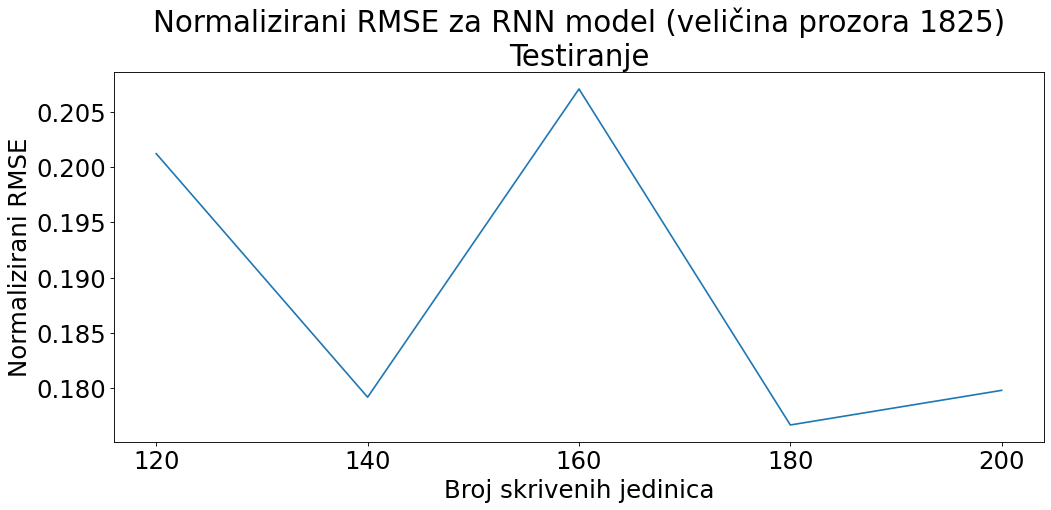 Normalizirani RMSE za RNN model (veličina prozora 1825)
Testiranje
Normalizirani RMSE
0.205
0.200
0.195
0.190
0.185
0.180
120 140 160 180 200
Broj skrivenih jedinica